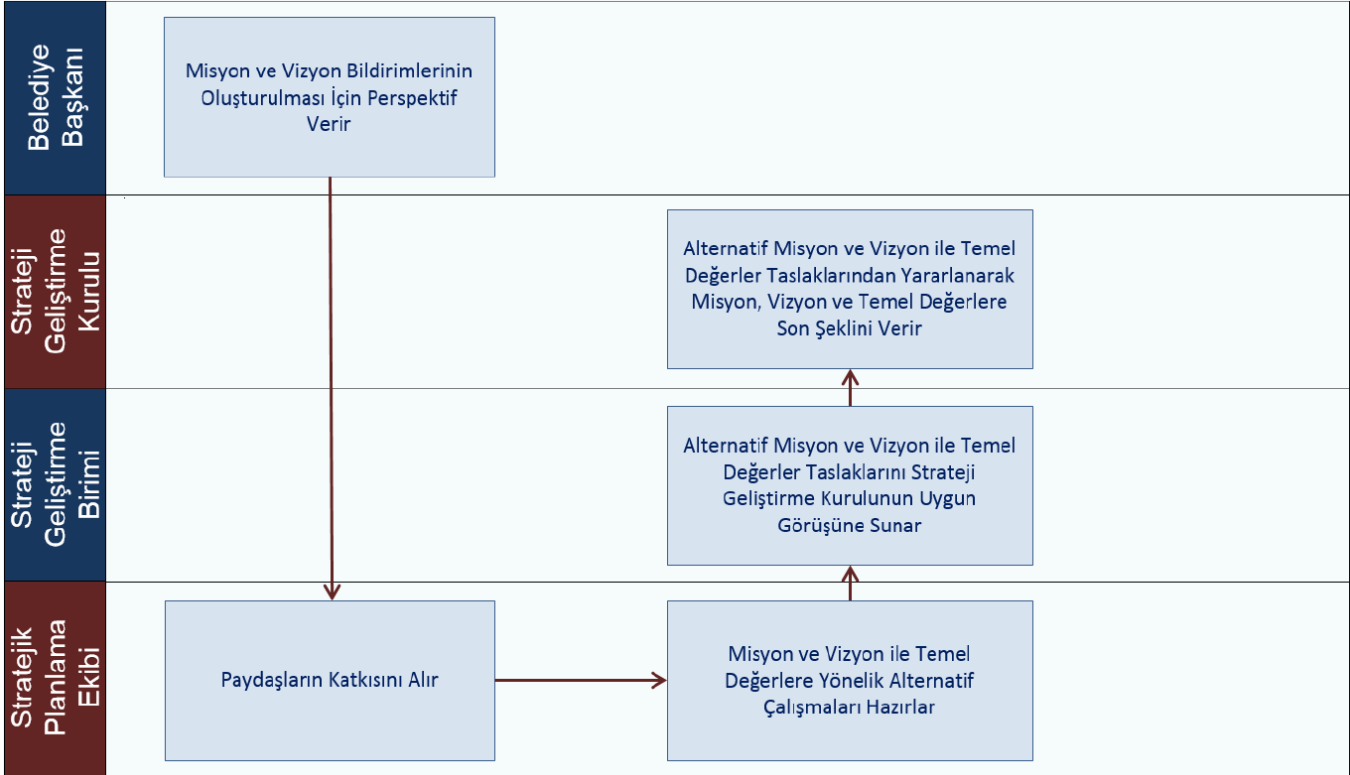 Belediye
Başkanı
Misyon ve Vizyon Bildirimlerinin
Oluşturulması İçin Perspektif
Verir
Strateji
Geliştirme
Kurulu
Alternatif Misyon ve Vizyon ile Temel
Değerler Taslaklarından Yararlanarak
Misyon, Vizyon ve Temel Değerlere
Son Şeklini Verir
Strateji
Geliştirme
Birimi
Alternatif Misyon ve Vizyon ile Temel
Değerler Taslaklarını Strateji
Geliştirme Kurulunun Uygun
Görüşüne Sunar
Stratejik
Planlama
Ekibi
Paydaşların Katkısını Alır
Misyon ve Vizyon ile Temel
Değerlere Yönelik Alternatif
Çalışmaları Hazırlar